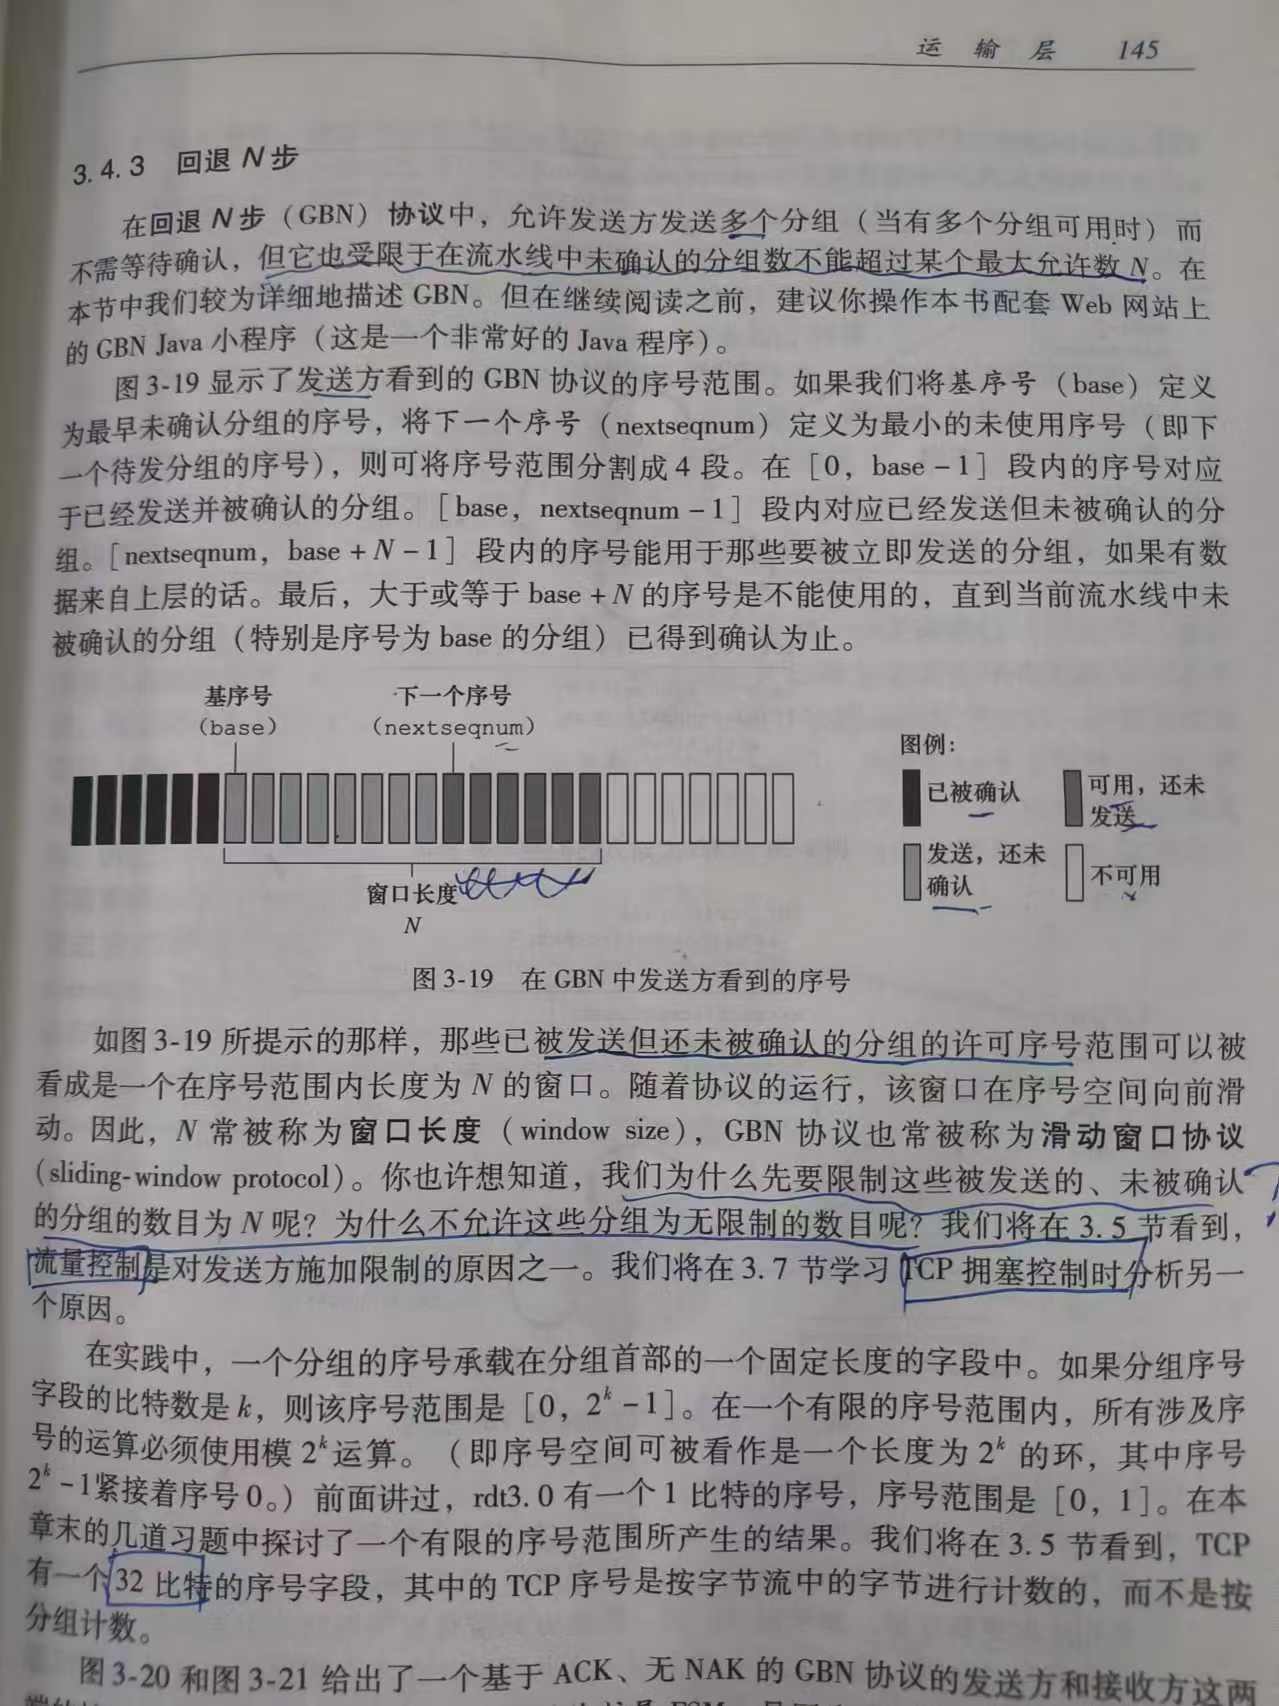 运 输 层 145
3.4.3 回退 N 步
在回退 N 步（GBN）协议中，允许发送方发送多个分组（当有多个分组可用时）而
不需等待确认，但它也受限于在流水线中未确认的分组数不能超过某个最大允许数 N。在
本节中我们较为详细地描述 GBN。但在继续阅读之前，建议你操作本书配套 Web 网站上
的 GBN Java 小程序（这是一个非常好的 Java 程序）。
图 3-19 显示了发送方看到的 GBN 协议的序号范围。如果我们将基序号（base）定义
为最早未确认分组的序号，将下一个序号（nextseqnum）定义为最小的未使用序号（即下
一个待发分组的序号），则可将序号范围分割成 4 段。在［0，base－1］段内的序号对应
于已经发送并被确认的分组。［base，nextseqnum－1］段内对应已经发送但未被确认的分
组。［nextseqnum，base＋N－1］段内的序号能用于那些要被立即发送的分组，如果有数
据来自上层的话。最后，大于或等于 base＋N 的序号是不能使用的，直到当前流水线中未
被确认的分组（特别是序号为 base 的分组）已得到确认为止。
基序号 下一个序号
（base） （nextseqnum）
图例：
已被确认 可用，还未
发送
发送，还未
确认
不可用
窗口长度
N
图 3-19 在 GBN 中发送方看到的序号
如图 3-19 所提示的那样，那些已被发送但还未被确认的分组的许可序号范围可以被
看成是一个在序号范围内长度为 N 的窗口。随着协议的运行，该窗口在序号空间向前滑
动。因此，N 常被称为窗口长度（window size），GBN 协议也常被称为滑动窗口协议
（sliding-window protocol）。你也许想知道，我们为什么先要限制这些被发送的、未被确认
的分组的数目为 N 呢？为什么不允许这些分组为无限制的数目呢？我们将在 3.5 节看到，
流量控制是对发送方施加限制的原因之一。我们将在 3.7 节学习 TCP 拥塞控制时分析另一
个原因。
在实践中，一个分组的序号承载在分组首部的一个固定长度的字段中。如果分组序号
字段的比特数是 k，则该序号范围是［0，2^k－1］。在一个有限的序号范围内，所有涉及序
号的运算必须使用模 2^k 运算。（即序号空间可被看作是一个长度为 2^k 的环，其中序号
2^k－1紧接着序号 0。）前面讲过，rdt3.0 有一个 1 比特的序号，序号范围是［0，1］。在本
章末的几道习题中探讨了一个有限的序号范围所产生的结果。我们将在 3.5 节看到，TCP
有一个 32 比特的序号字段，其中的 TCP 序号是按字节流中的字节进行计数的，而不是按
分组计数。
图 3-20 和图 3-21 给出了一个基于 ACK、无 NAK 的 GBN 协议的发送方和接收方这两